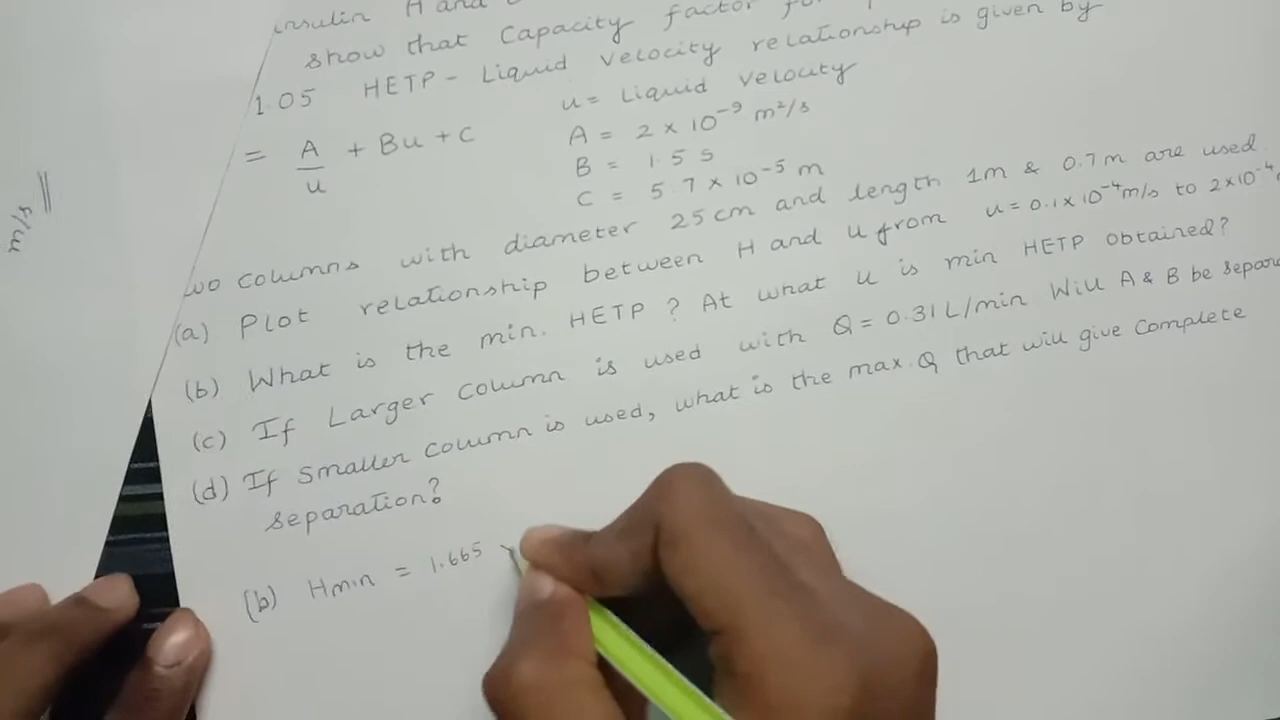 insulin A and
show that Capacity factor for
1.05 HETP - Liquid Velocity relationship is given by
= A/u + Bu + C
u = Liquid Velocity
A = 2 × 10⁻⁹ m²/s
B = 1.5 s
C = 5.7 × 10⁻⁵ m
wo columns with diameter 25 cm and length 1m & 0.7m are used
(a) Plot relationship between H and u from u = 0.1 × 10⁻⁴ m/s to 2×10⁻⁴
(b) What is the min. HETP? At what u is min HETP obtained?
(c) If Larger column is used with Q = 0.31 L/min Will A & B be separa
(d) If smaller column is used, what is the max. Q that will give Complete
separation?
(b) Hmin = 1.665